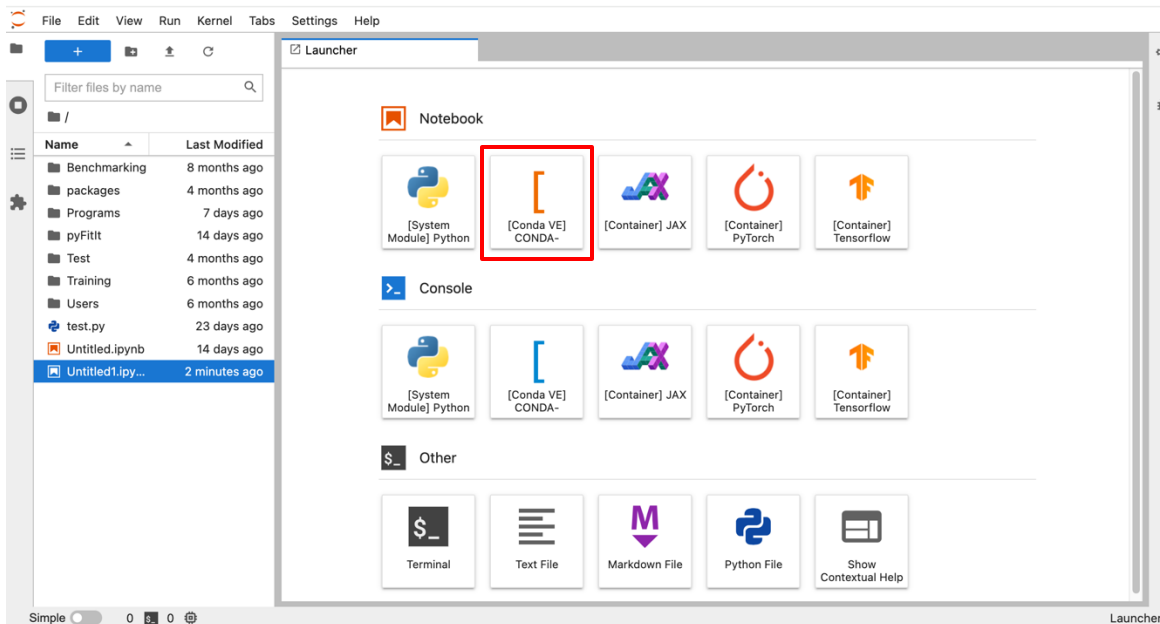 File Edit View Run Kernel Tabs Settings Help
+
Launcher
Filter files by name
/
Name Last Modified
Benchmarking 8 months ago
packages 4 months ago
Programs 7 days ago
pyFitIt 14 days ago
Test 4 months ago
Training 6 months ago
Users 6 months ago
test.py 23 days ago
Untitled.ipynb 14 days ago
Untitled1.ipy... 2 minutes ago
Notebook
[System
Module] Python
[
[Conda VE]
CONDA-
JAX
[Container] JAX
[Container]
PyTorch
TF
[Container]
Tensorflow
>_
Console
[System
Module] Python
[
[Conda VE]
CONDA-
JAX
[Container] JAX
[Container]
PyTorch
TF
[Container]
Tensorflow
$_
Other
$_
Terminal
Text File
M
Markdown File
Python File
Show
Contextual Help
Simple 0 $_ 0 Launcher